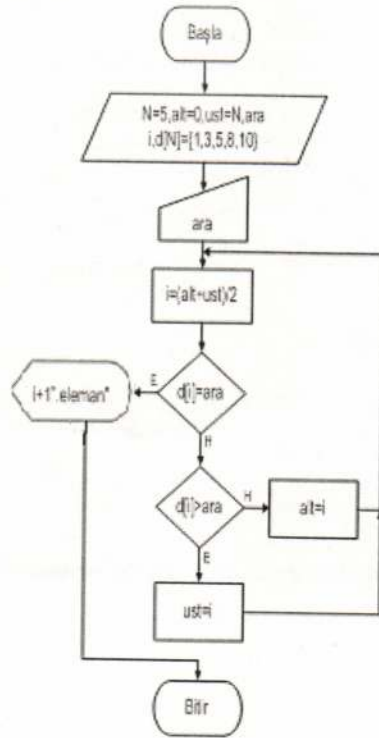 Başla
N=5,alt=0,ust=N,ara
i,d[N]={1,3,5,8,10}
ara
i=(alt+ust)/2
d[i]=ara
E
i+1".eleman"
H
d[i]>ara
H
alt=i
E
ust=i
Bitir